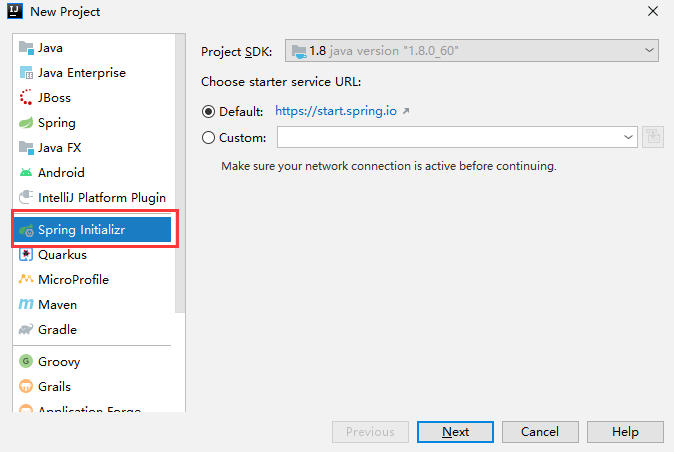 New Project
Java
Java Enterprise
JBoss
Spring
Java FX
Android
IntelliJ Platform Plugin
Spring Initializr
Quarkus
MicroProfile
Maven
Gradle
Groovy
Grails
Application Forge
Project SDK: 1.8 java version "1.8.0_60"
Choose starter service URL:
Default: https://start.spring.io
Custom:
Make sure your network connection is active before continuing.
Previous
Next
Cancel
Help